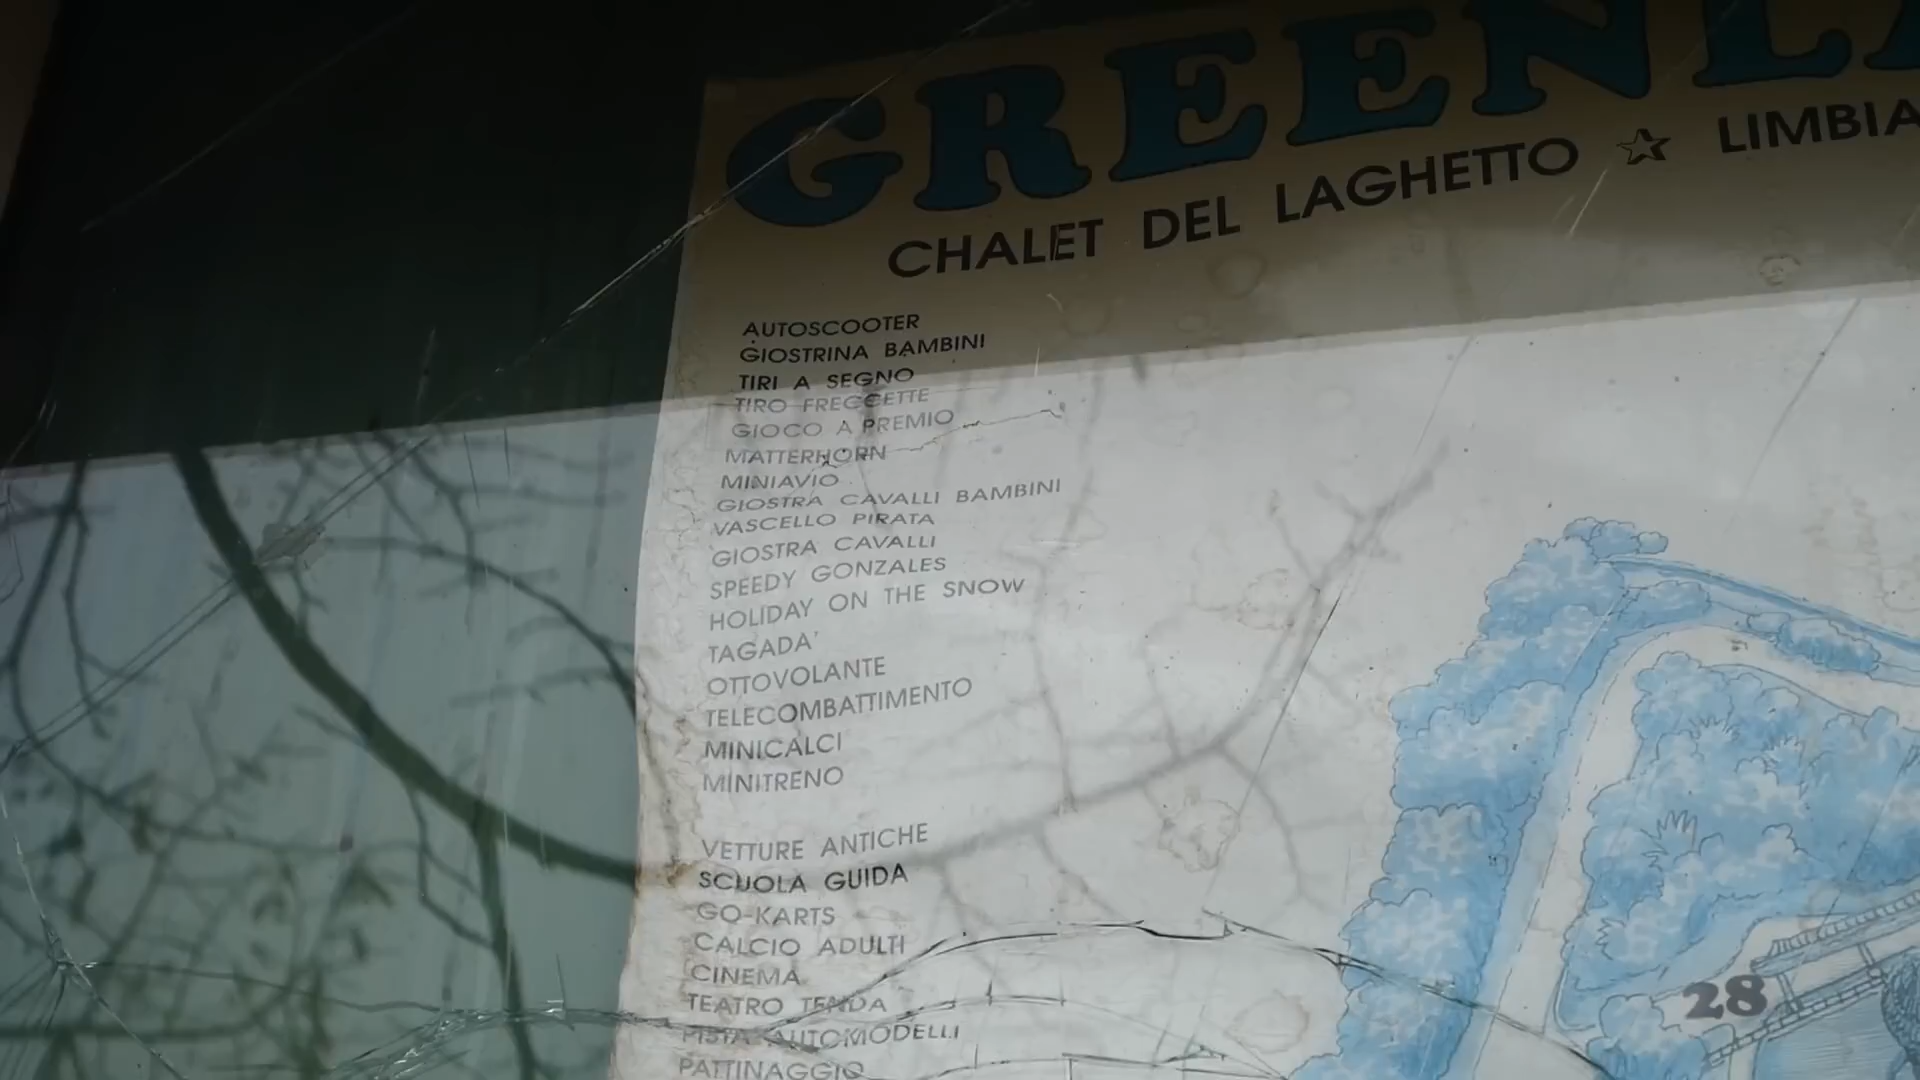 GREENL
CHALET DEL LAGHETTO ☆ LIMBIA
AUTOSCOOTER
GIOSTRINA BAMBINI
TIRI A SEGNO
TIRO FRECCETTE
GIOCO A PREMIO
MATTERHORN
MINIAVIO
GIOSTRA CAVALLI BAMBINI
VASCELLO PIRATA
GIOSTRA CAVALLI
SPEEDY GONZALES
HOLIDAY ON THE SNOW
TAGADA'
OTTOVOLANTE
TELECOMBATTIMENTO
MINICALCI
MINITRENO
VETTURE ANTICHE
SCUOLA GUIDA
GO-KARTS
CALCIO ADULTI
CINEMA
TEATRO TENDA
PISTA AUTOMODELLI
PATTINAGGIO
28